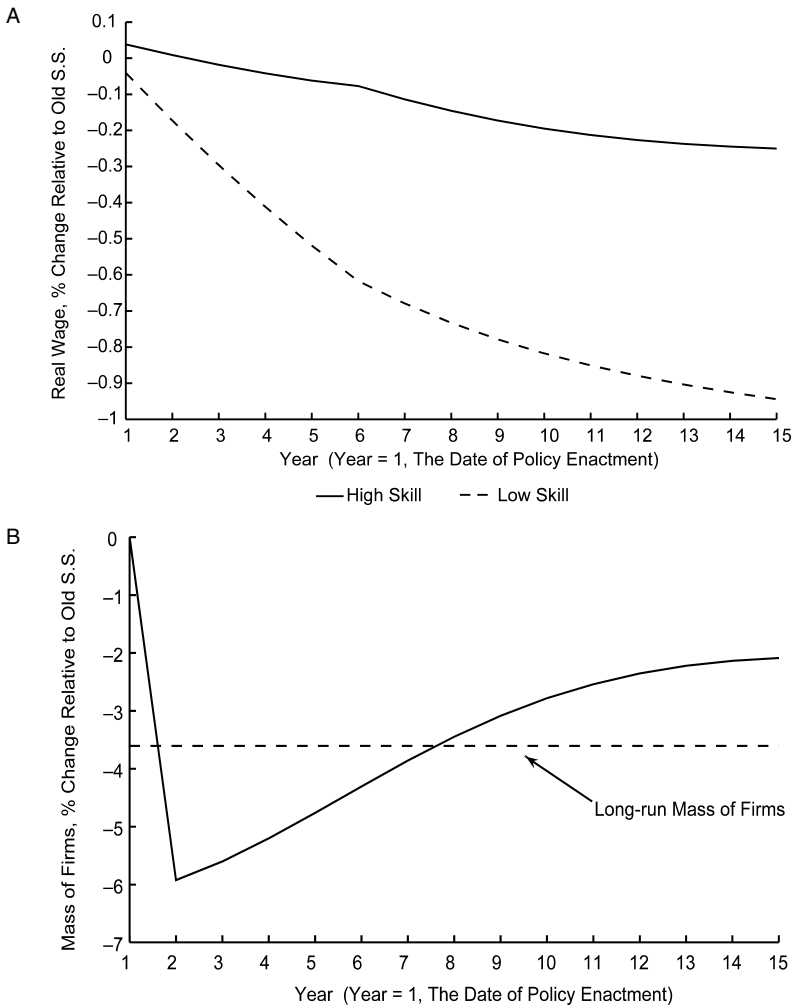 A
Real Wage, % Change Relative to Old S.S.
0.1
0
–0.1
–0.2
–0.3
–0.4
–0.5
–0.6
–0.7
–0.8
–0.9
–1
1 2 3 4 5 6 7 8 9 10 11 12 13 14 15
Year (Year = 1, The Date of Policy Enactment)
High Skill Low Skill
B
Mass of Firms, % Change Relative to Old S.S.
0
–1
–2
–3
–4
–5
–6
–7
Long-run Mass of Firms
1 2 3 4 5 6 7 8 9 10 11 12 13 14 15
Year (Year = 1, The Date of Policy Enactment)